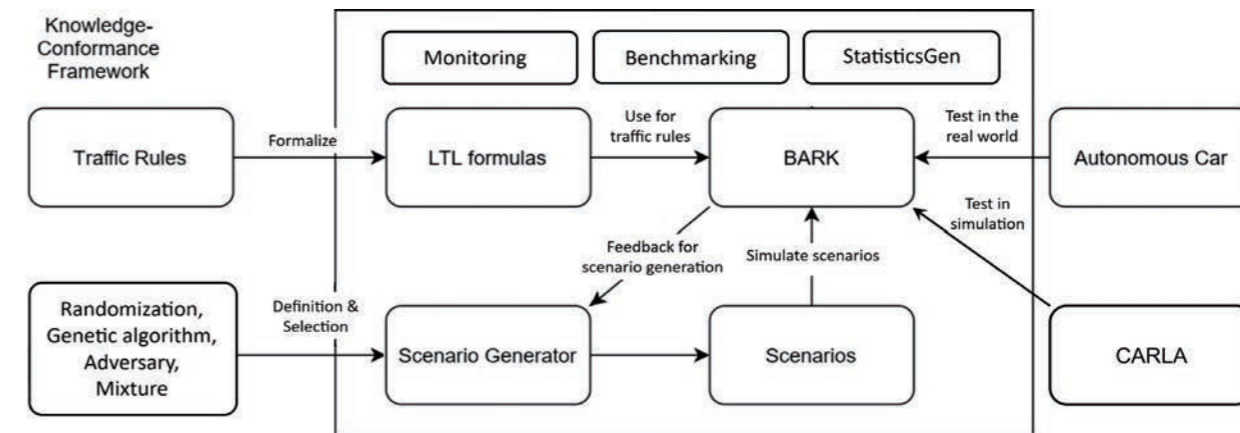 Knowledge-
Conformance
Framework
Monitoring
Benchmarking
StatisticsGen
Traffic Rules
Formalize
LTL formulas
Use for
traffic rules
BARK
Test in the
real world
Autonomous Car
Feedback for
scenario generation
Simulate scenarios
Test in
simulation
Randomization,
Genetic algorithm,
Adversary,
Mixture
Definition &
Selection
Scenario Generator
Scenarios
CARLA